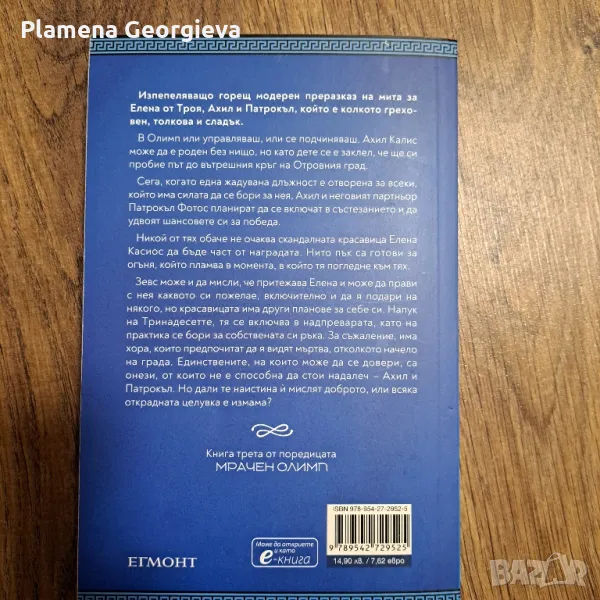 Plamena Georgieva
Изпепеляващо горещ модерен преразказ на мита за
Елена от Троя, Ахил и Патрокъл, който е колкото грехо-
вен, толкова и сладък.
В Олимп или управляваш, или се подчиняваш. Ахил Калис
може да е роден без нищо, но като дете се е заклел, че ще си
пробие път до вътрешния кръг на Отровния град.
Сега, когато една жадувана длъжност е отворена за всеки,
който има силата да се бори за нея, Ахил и неговият партньор
Патрокъл Фотос планират да се включат в състезанието и да
удвоят шансовете си за победа.
Никой от тях обаче не очаква скандалната красавица Елена
Касиос да бъде част от наградата. Нито пък са готови за
огъня, който пламва в момента, в който тя погледне към тях.
Зевс може и да мисли, че притежава Елена и може да прави
с нея каквото си пожелае, включително и да я подари на
някого, но красавицата има други планове за себе си. Напук
на Тринадесетте, тя се включва в надпреварата, като на
практика се бори за собствената си ръка. За съжаление, има
хора, които предпочитат да я видят мъртва, отколкото начело
на града. Единствените, на които може да се довери, са
онези, от които не е способна да стои надалеч – Ахил и
Патрокъл. Но дали те наистина ѝ мислят доброто, или всяка
открадната целувка е измама?
Книга трета от поредицата
МРАЧЕН ОЛИМП
ISBN 978-954-27-2952-5
9 789542 729525
14,90 лв. / 7,62 евро
Може да откриете
и като
е-книга
ЕГМОНТ
BAZAR